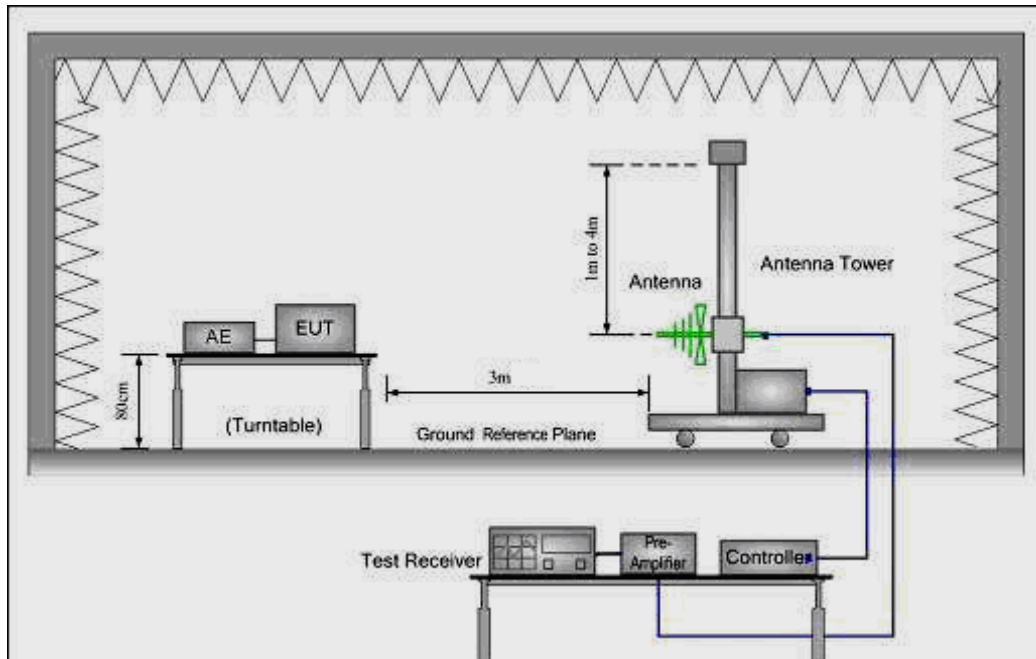 1m to 4m
Antenna Tower
Antenna
AE
EUT
3m
80cm
(Turntable)
Ground Reference Plane
Test Receiver
Pre-
Amplifier
Controller